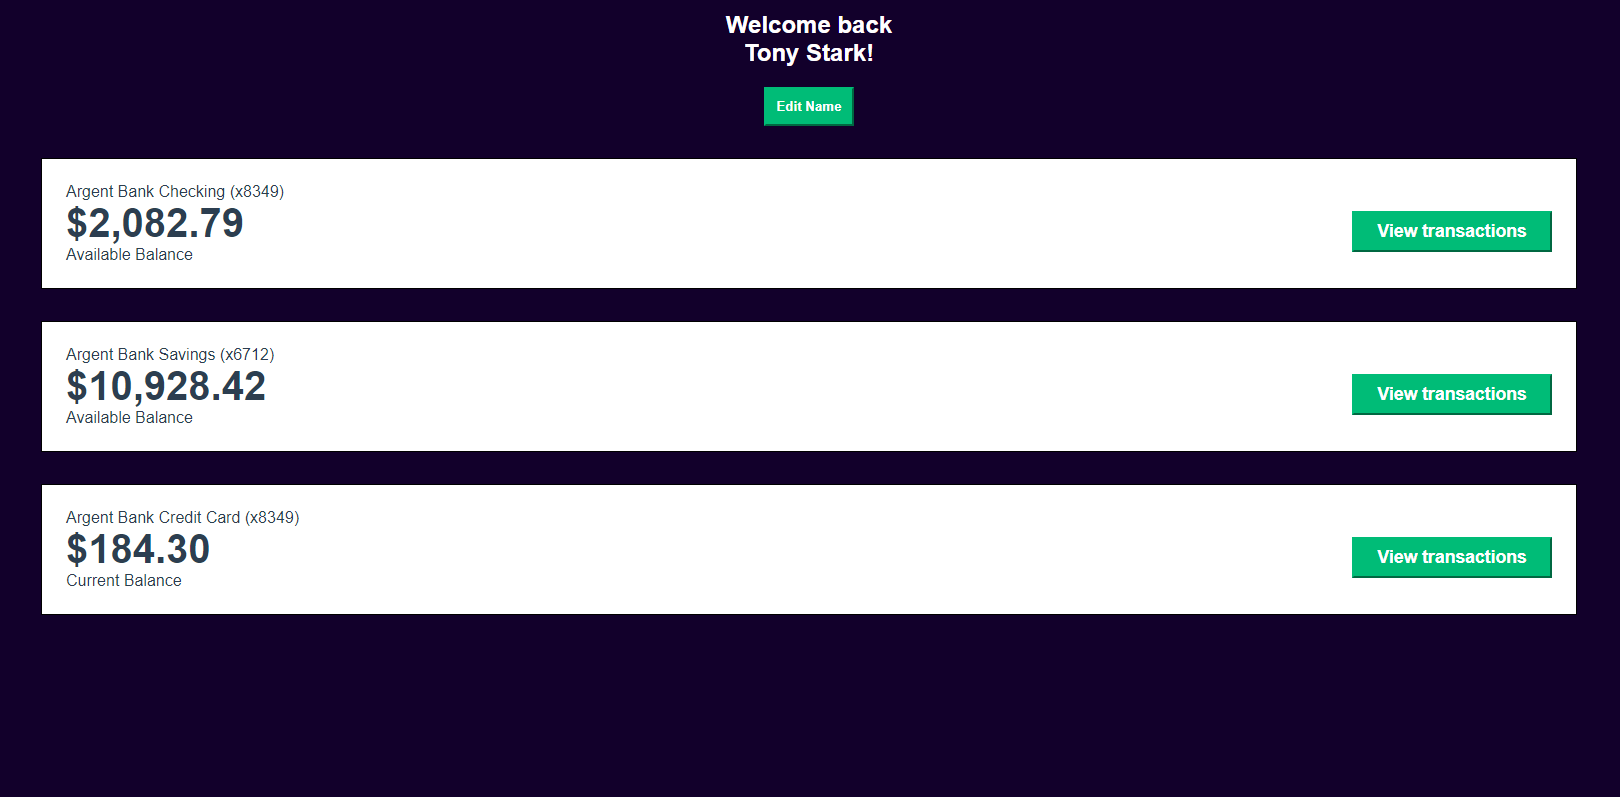 Welcome back
Tony Stark!
Edit Name
Argent Bank Checking (x8349)
$2,082.79
Available Balance
View transactions
Argent Bank Savings (x6712)
$10,928.42
Available Balance
View transactions
Argent Bank Credit Card (x8349)
$184.30
Current Balance
View transactions